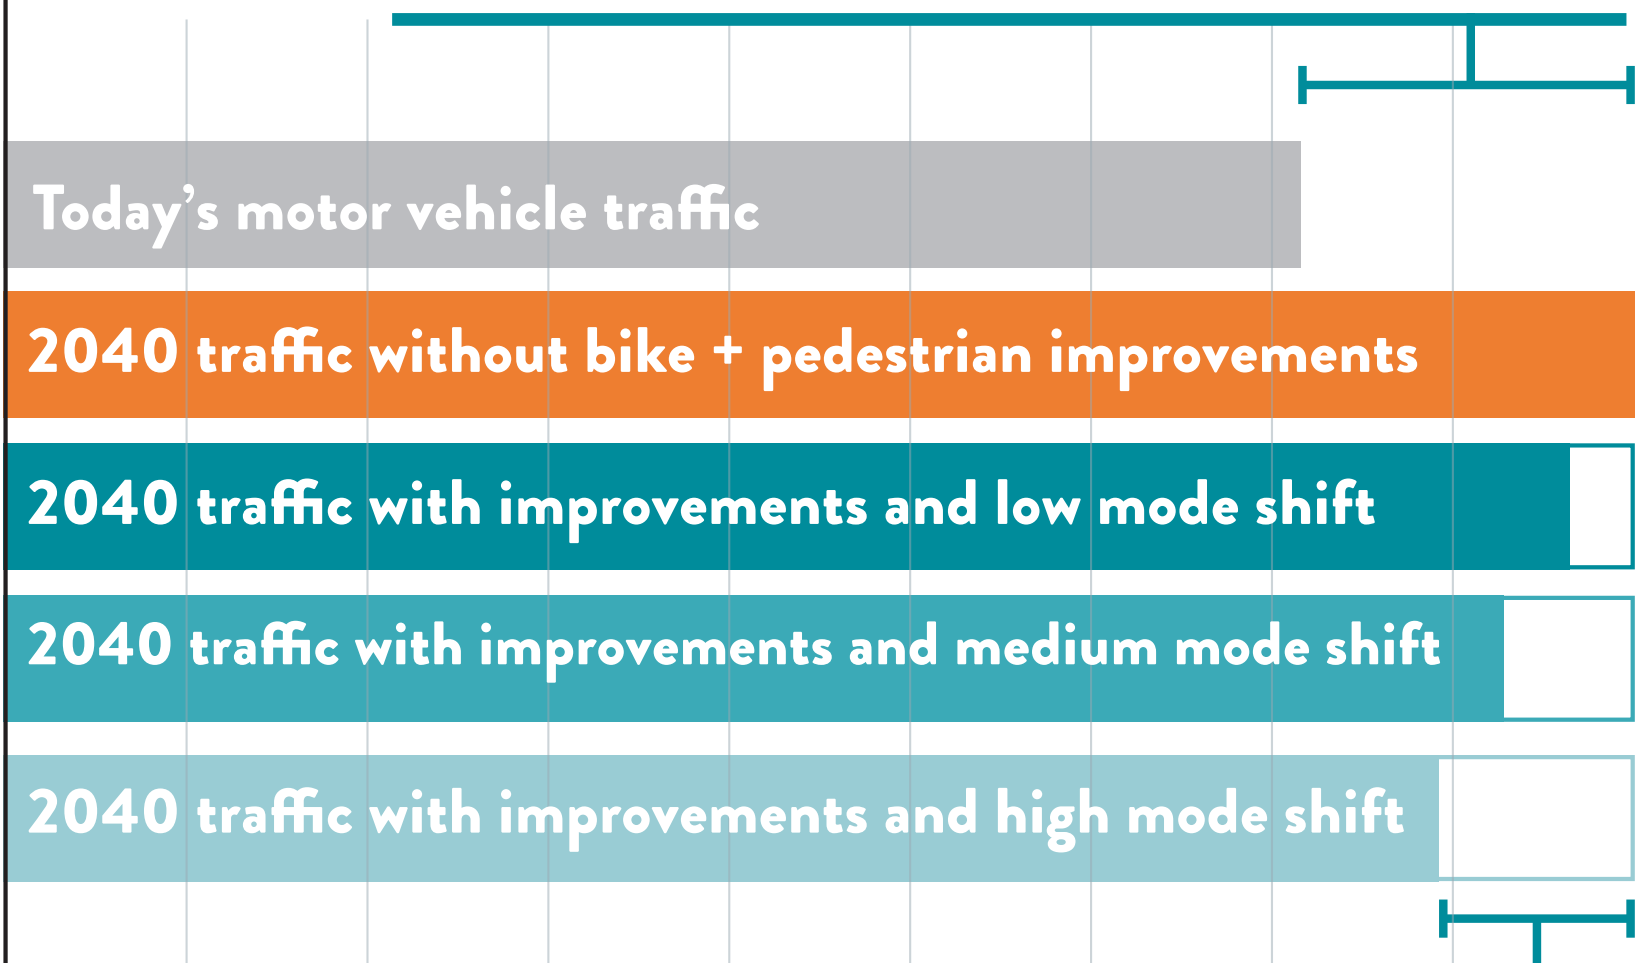 Today’s motor vehicle traffic
2040 traffic without bike + pedestrian improvements
2040 traffic with improvements and low mode shift
2040 traffic with improvements and medium mode shift
2040 traffic with improvements and high mode shift